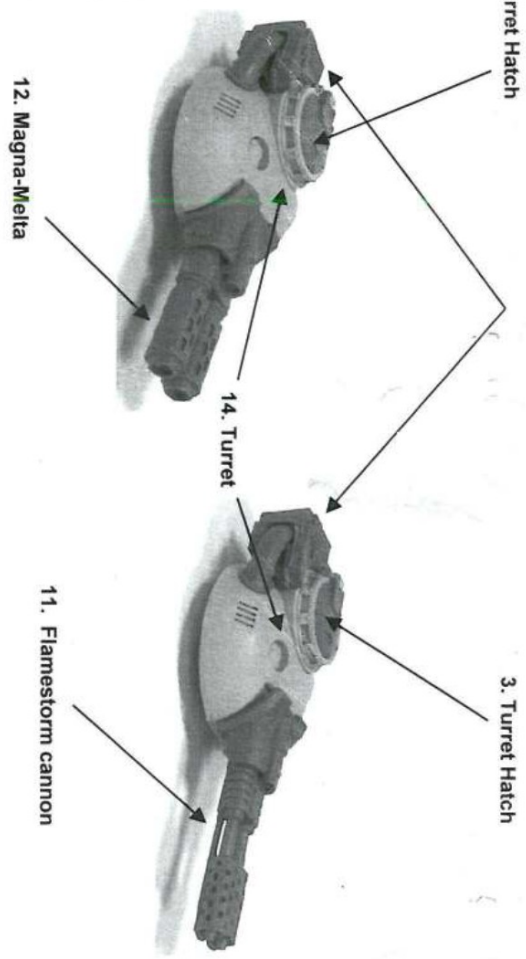 rret Hatch
3. Turret Hatch
14. Turret
12. Magna-Melta
11. Flamestorm cannon